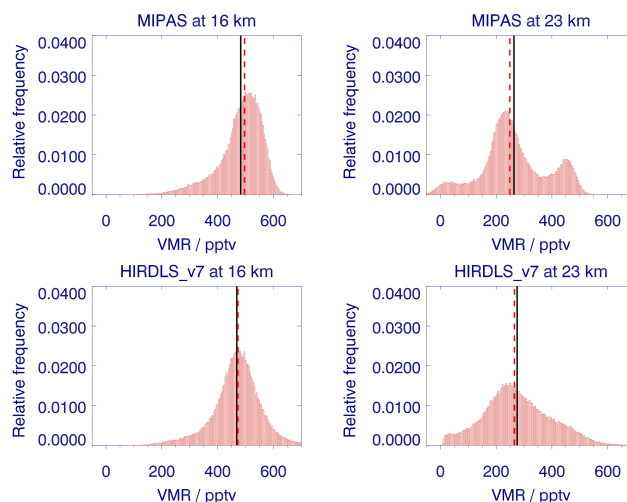 MIPAS at 16 km
MIPAS at 23 km
Relative frequency
0.0400
0.0300
0.0200
0.0100
0.0000
0 200 400 600
VMR / pptv
Relative frequency
0.0400
0.0300
0.0200
0.0100
0.0000
0 200 400 600
VMR / pptv
HIRDLS_v7 at 16 km
HIRDLS_v7 at 23 km
Relative frequency
0.0400
0.0300
0.0200
0.0100
0.0000
0 200 400 600
VMR / pptv
Relative frequency
0.0400
0.0300
0.0200
0.0100
0.0000
0 200 400 600
VMR / pptv